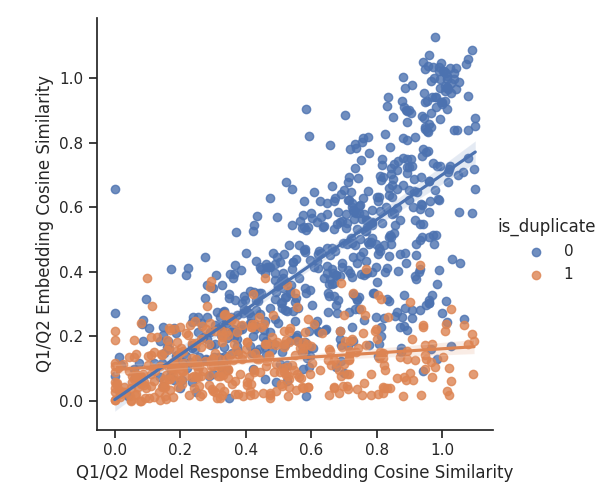 Q1/Q2 Embedding Cosine Similarity
1.0
0.8
0.6
0.4
0.2
0.0
0.0 0.2 0.4 0.6 0.8 1.0
Q1/Q2 Model Response Embedding Cosine Similarity
is_duplicate
0
1